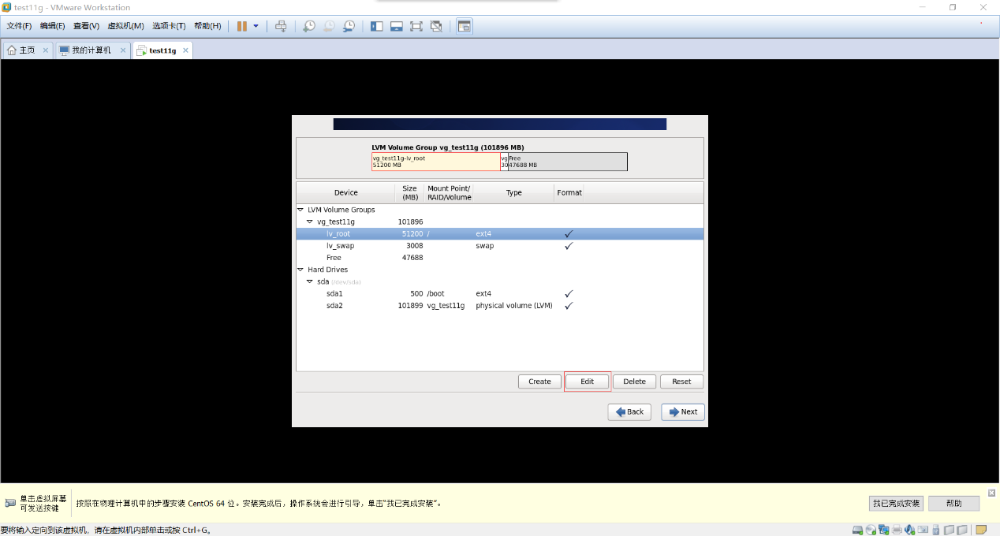 test11g - VMware Workstation
文件(F) 编辑(E) 查看(V) 虚拟机(M) 选项卡(T) 帮助(H)
主页 我的计算机 test11g
LVM Volume Group vg_test11g (101896 MB)
vg_test11g-lv_root vg Free
51200 MB 30 47688 MB
Device Size (MB) Mount Point/ RAID/Volume Type Format
LVM Volume Groups
vg_test11g 101896
lv_root 51200 / ext4
lv_swap 3008 swap
Free 47688
Hard Drives
sda (/dev/sda)
sda1 500 /boot ext4
sda2 101899 vg_test11g physical volume (LVM)
Create Edit Delete Reset
Back Next
单击虚拟屏幕
可发送按键
按照在物理计算机中的步骤安装 CentOS 64 位。安装完成后，操作系统会进行引导，单击“我已完成安装”。
我已完成安装 帮助
要将输入定向到该虚拟机，请在虚拟机内部单击或按 Ctrl+G。